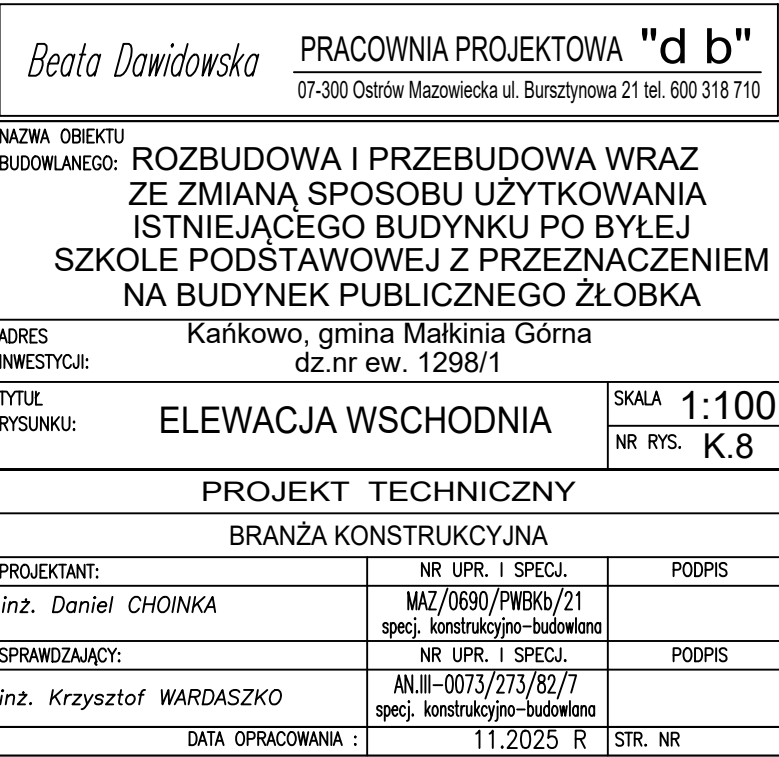 Beata Dawidowska PRACOWNIA PROJEKTOWA "d b"
07-300 Ostrów Mazowiecka ul. Bursztynowa 21 tel. 600 318 710
NAZWA OBIEKTU
BUDOWLANEGO: ROZBUDOWA I PRZEBUDOWA WRAZ
ZE ZMIANĄ SPOSOBU UŻYTKOWANIA
ISTNIEJĄCEGO BUDYNKU PO BYŁEJ
SZKOLE PODSTAWOWEJ Z PRZEZNACZENIEM
NA BUDYNEK PUBLICZNEGO ŻŁOBKA
ADRES
INWESTYCJI:
Kańkowo, gmina Małkinia Górna
dz.nr ew. 1298/1
TYTUŁ
RYSUNKU:
ELEWACJA WSCHODNIA
SKALA 1:100
NR RYS. K.8
PROJEKT TECHNICZNY
BRANŻA KONSTRUKCYJNA
PROJEKTANT: NR UPR. I SPECJ. PODPIS
inż. Daniel CHOINKA
MAZ/0690/PWBKb/21
specj. konstrukcyjno-budowlana
SPRAWDZAJĄCY: NR UPR. I SPECJ. PODPIS
inż. Krzysztof WARDASZKO
AN.III-0073/273/82/7
specj. konstrukcyjno-budowlana
DATA OPRACOWANIA : 11.2025 R STR. NR